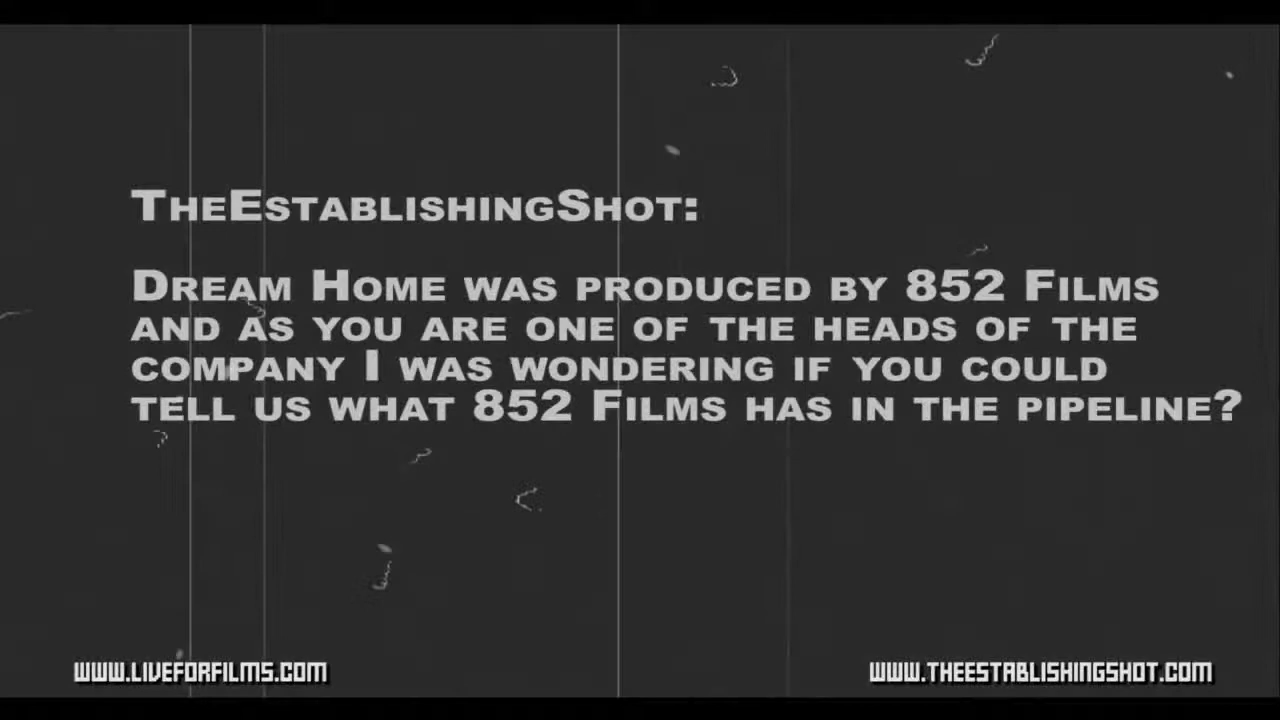 TheEstablishingShot:
Dream Home was produced by 852 Films
and as you are one of the heads of the
company I was wondering if you could
tell us what 852 Films has in the pipeline?
WWW.LIVEFORFILMS.COM
WWW.THEESTABLISHINGSHOT.COM